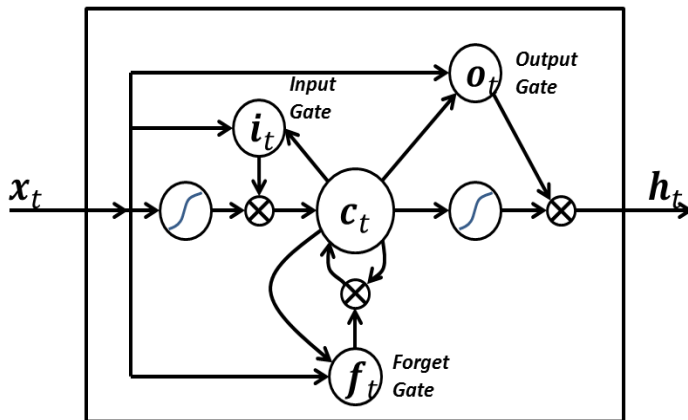 Input
Gate
i_t
o_t
Output
Gate
x_t
c_t
h_t
f_t
Forget
Gate